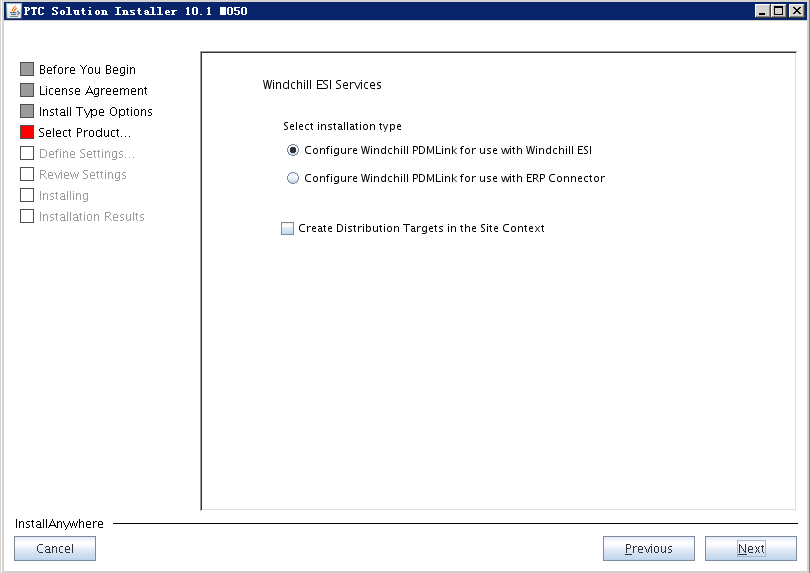 PTC Solution Installer 10.1 M050
Before You Begin
License Agreement
Install Type Options
Select Product...
Define Settings...
Review Settings
Installing
Installation Results
Windchill ESI Services
Select installation type
Configure Windchill PDMLink for use with Windchill ESI
Configure Windchill PDMLink for use with ERP Connector
Create Distribution Targets in the Site Context
InstallAnywhere
Cancel
Previous
Next